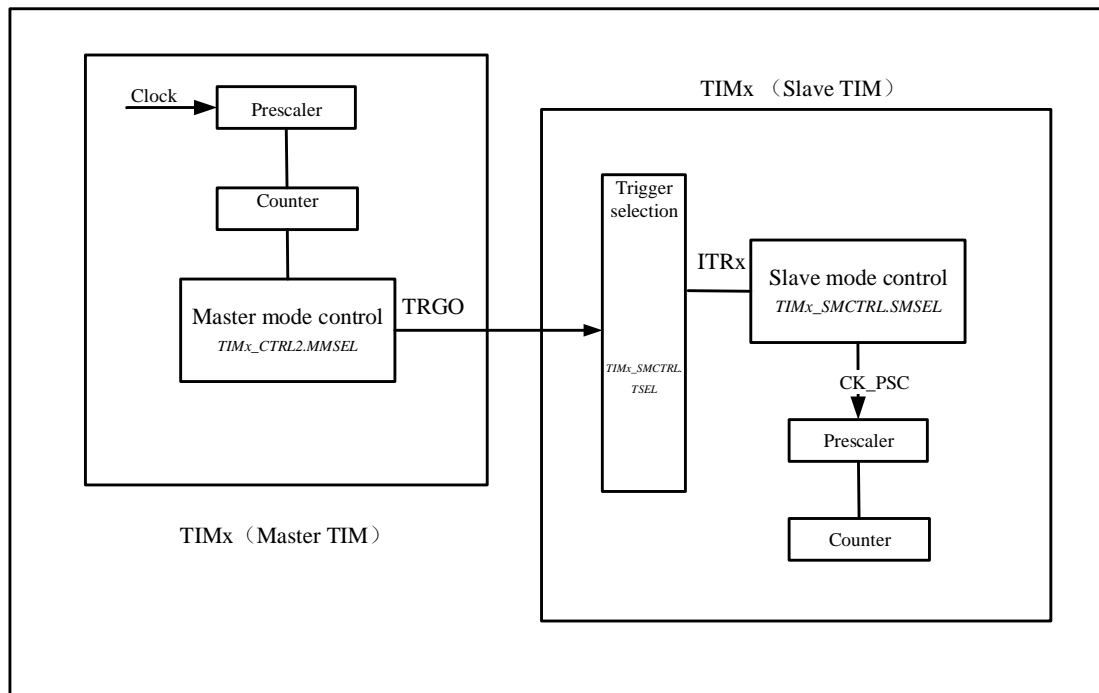 Clock
Prescaler
Counter
Master mode control
TIMx_CTRL2.MMSEL
TRGO
TIMx（Master TIM）
TIMx （Slave TIM）
Trigger
selection
TIMx_SMCTRL.
TSEL
ITRx
Slave mode control
TIMx_SMCTRL.SMSEL
CK_PSC
Prescaler
Counter